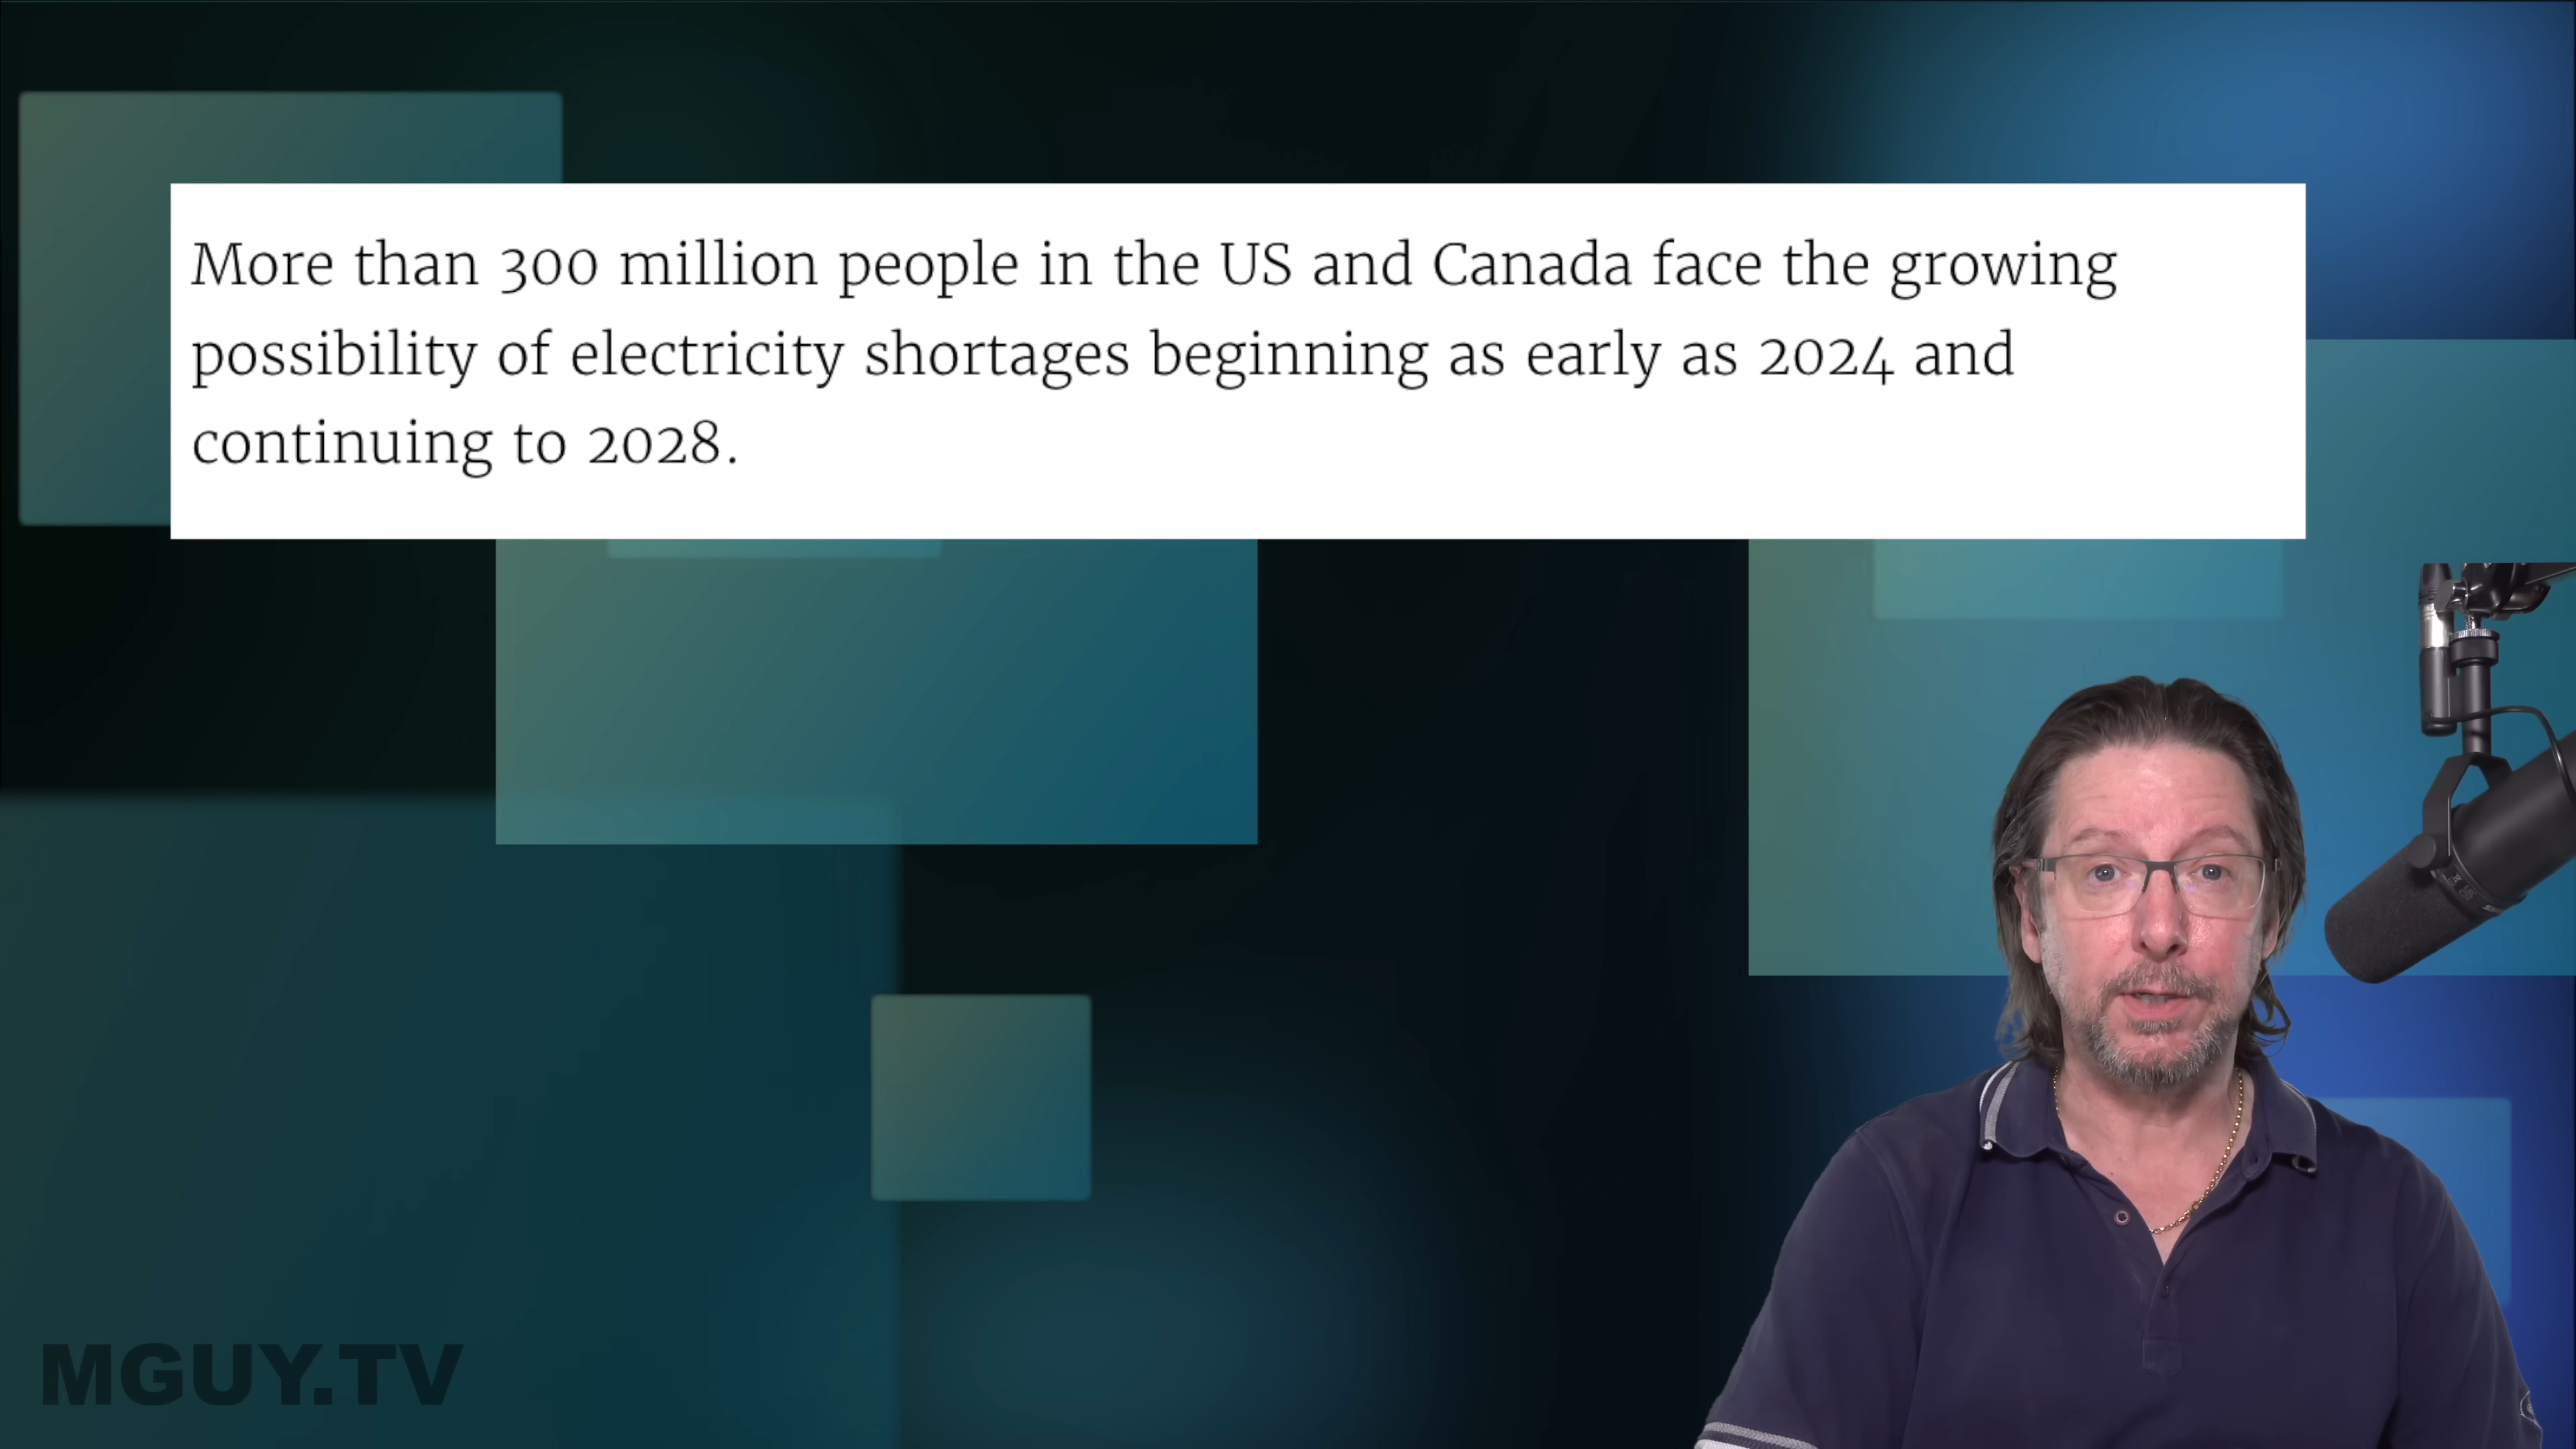 More than 300 million people in the US and Canada face the growing
possibility of electricity shortages beginning as early as 2024 and
continuing to 2028.
MGUY.TV